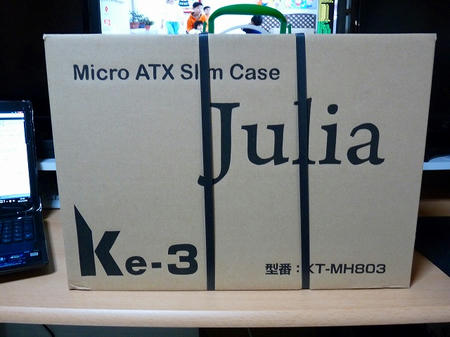 Micro ATX Slim Case
Julia
Ke-3
型番：KT-MH803